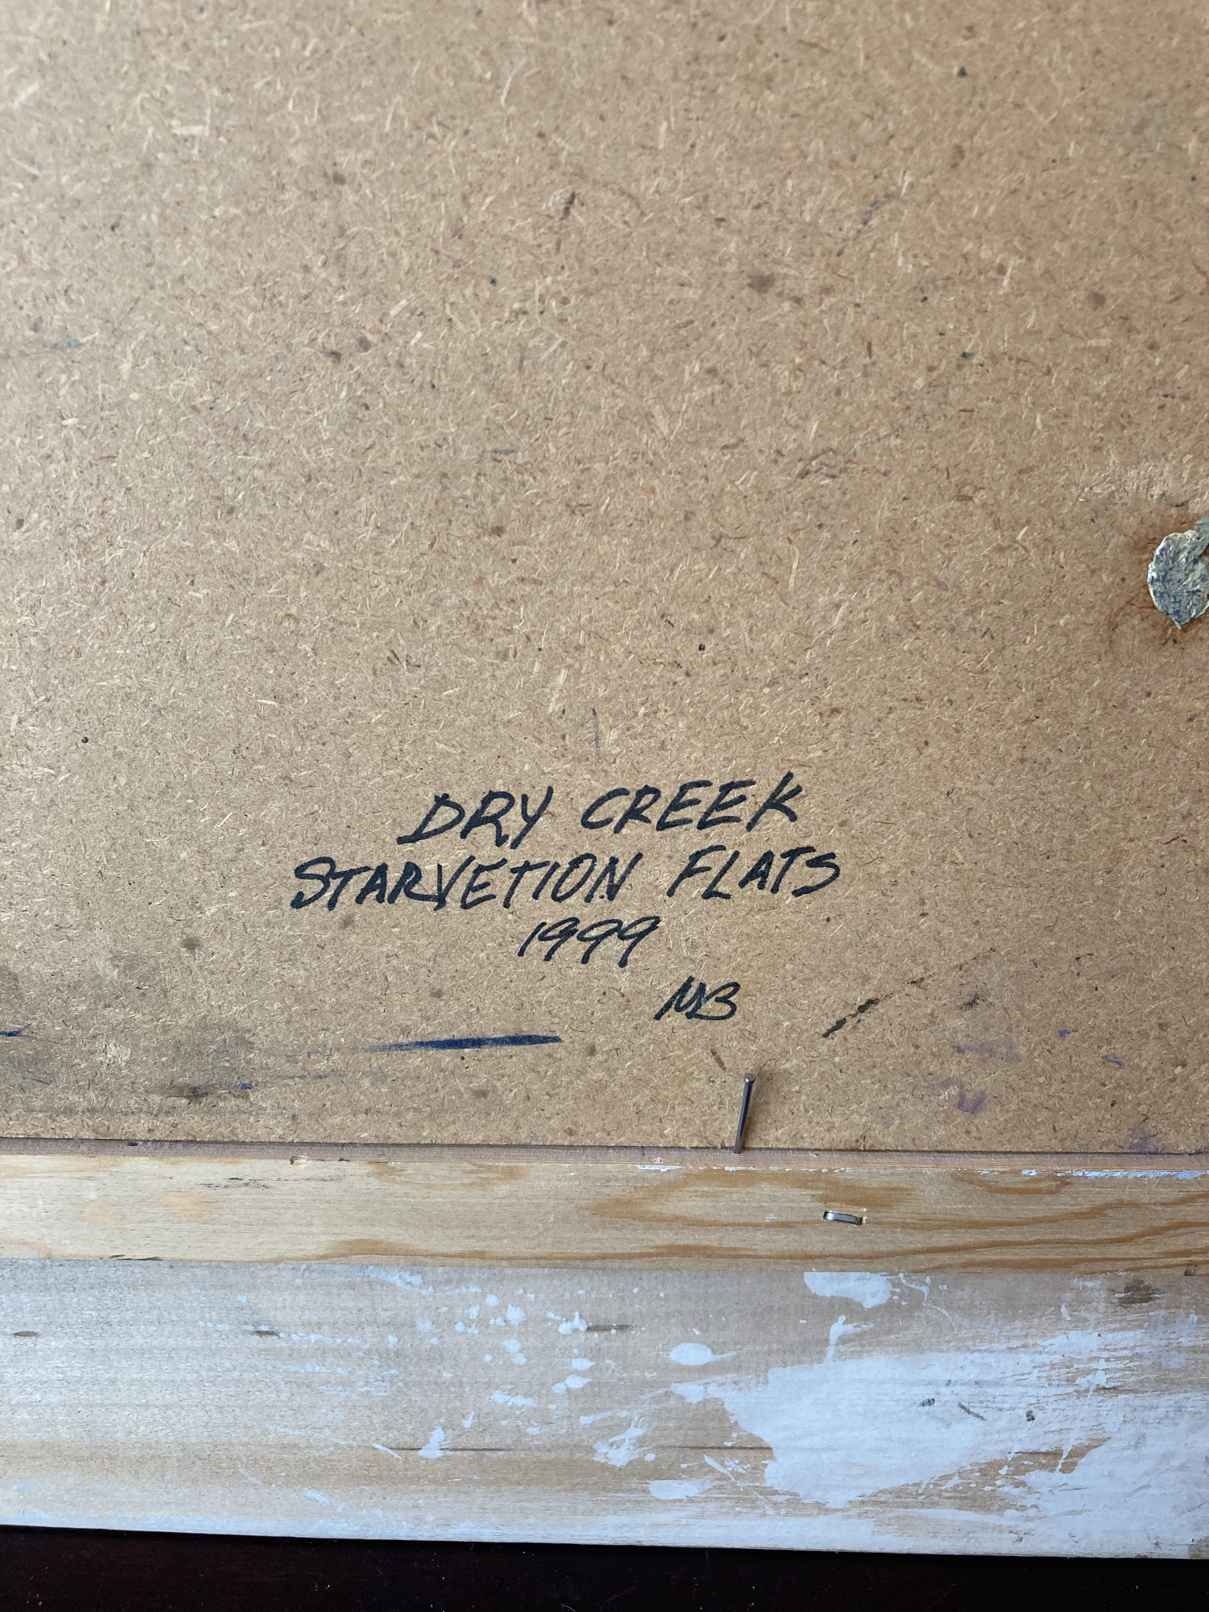 DRY CREEK
STARVETION FLATS
1999
MB